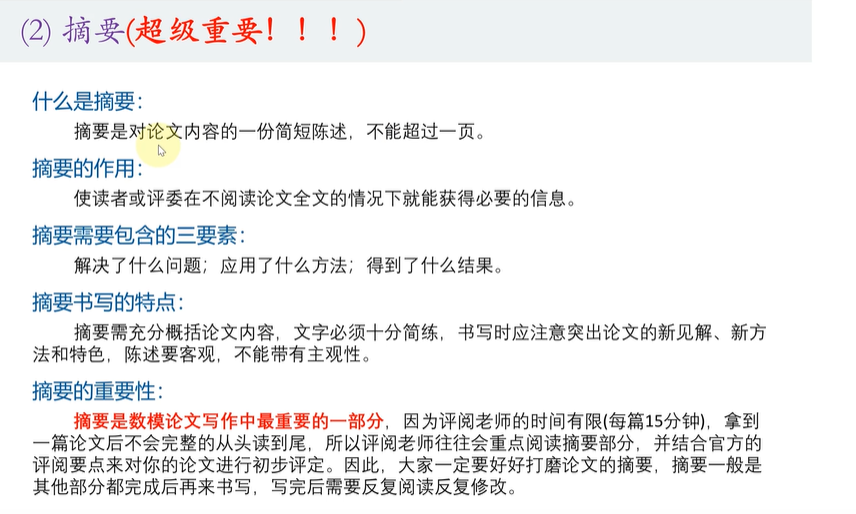 (2) 摘要(超级重要！！！)
什么是摘要：
摘要是对论文内容的一份简短陈述，不能超过一页。
摘要的作用：
使读者或评委在不阅读论文全文的情况下就能获得必要的信息。
摘要需要包含的三要素：
解决了什么问题；应用了什么方法；得到了什么结果。
摘要书写的特点：
摘要需充分概括论文内容，文字必须十分简练，书写时应注意突出论文的新见解、新方
法和特色，陈述要客观，不能带有主观性。
摘要的重要性：
摘要是数模论文写作中最重要的一部分，因为评阅老师的时间有限(每篇15分钟)，拿到
一篇论文后不会完整的从头读到尾，所以评阅老师往往会重点阅读摘要部分，并结合官方的
评阅要点来对你的论文进行初步评定。因此，大家一定要好好打磨论文的摘要，摘要一般是
其他部分都完成后再来书写，写完后需要反复阅读反复修改。